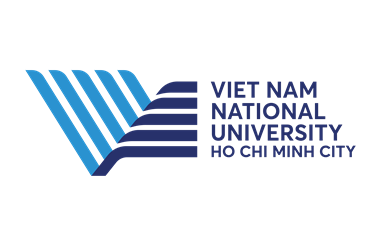 VIET NAM
NATIONAL
UNIVERSITY
HO CHI MINH CITY